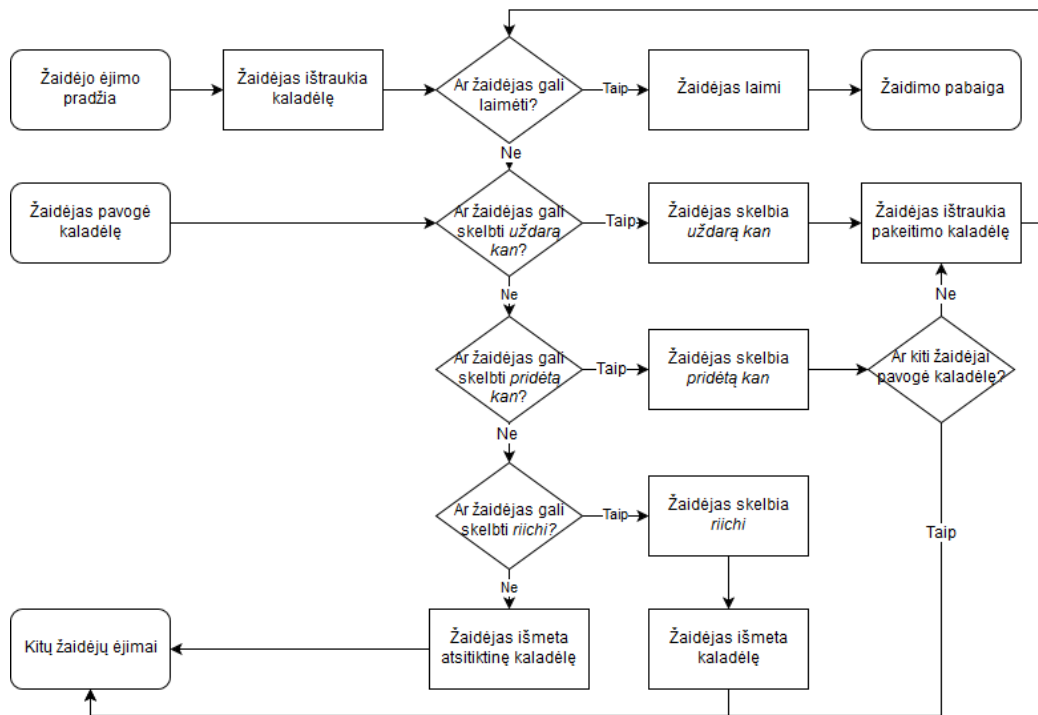 Žaidėjo ėjimo
pradžia
Žaidėjas ištraukia
kaladėlę
Ar žaidėjas gali
laimėti?
Taip
Žaidėjas laimi
Žaidimo pabaiga
Ne
Žaidėjas pavogė
kaladėlę
Ar žaidėjas gali
skelbti uždarą
kan?
Taip
Žaidėjas skelbia
uždarą kan
Žaidėjas ištraukia
pakeitimo kaladėlę
Ne
Ne
Ar žaidėjas gali
skelbti pridėtą
kan?
Taip
Žaidėjas skelbia
pridėtą kan
Ar kiti žaidėjai
pavogė kaladėlę?
Ne
Ar žaidėjas gali
skelbti riichi?
Taip
Žaidėjas skelbia
riichi
Taip
Ne
Kitų žaidėjų ėjimai
Žaidėjas išmeta
atsitiktinę kaladėlę
Žaidėjas išmeta
kaladėlę